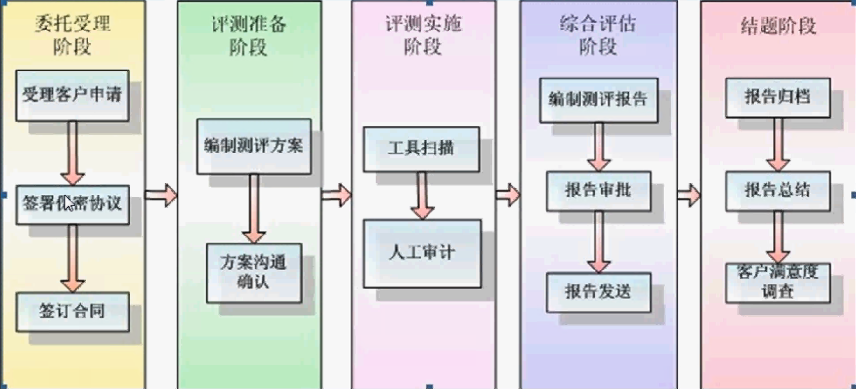 委托受理
阶段
受理客户申请
签署保密协议
签订合同
评测准备
阶段
编制测评方案
方案沟通
确认
评测实施
阶段
工具扫描
人工审计
综合评估
阶段
编制测评报告
报告审批
报告发送
结题阶段
报告归档
报告总结
客户满意度
调查